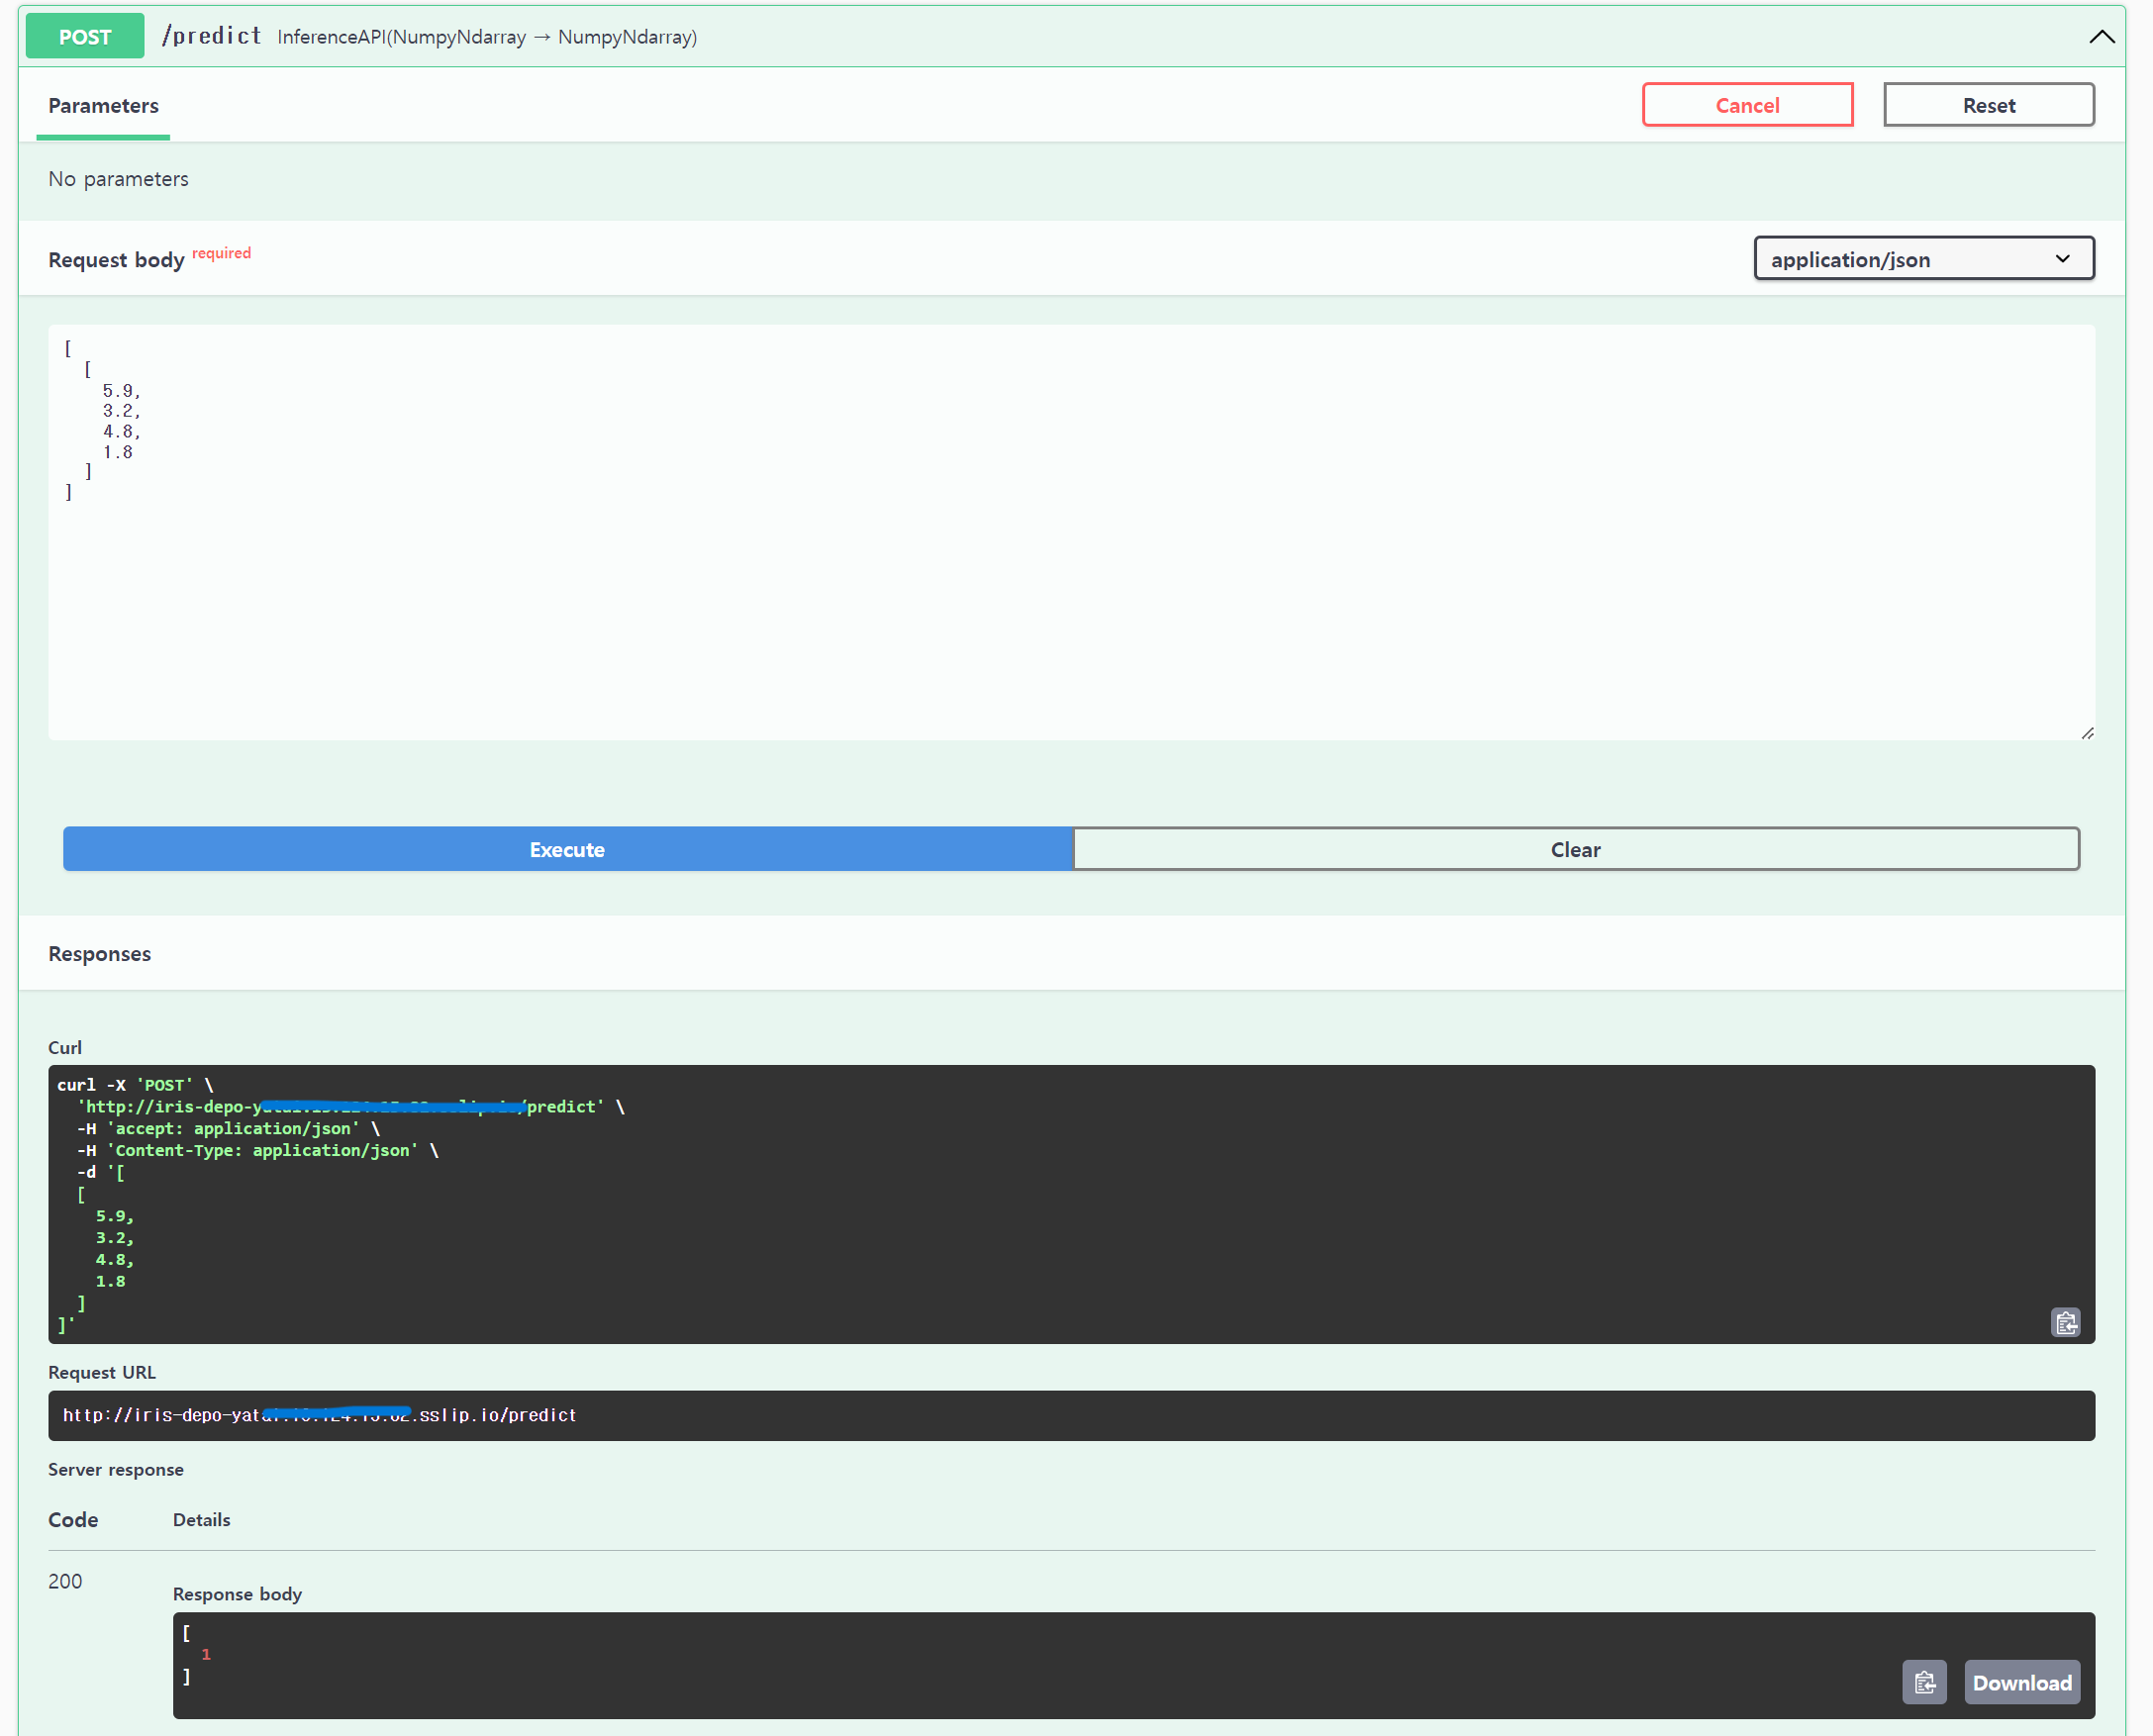 POST /predict InferenceAPI(NumpyNdarray → NumpyNdarray)
Parameters
Cancel
Reset
No parameters
Request body required
application/json
[
  [
    5.9,
    3.2,
    4.8,
    1.8
  ]
]
Execute
Clear
Responses
Curl
curl -X 'POST' \
  'http://iris-depo-y /predict' \
  -H 'accept: application/json' \
  -H 'Content-Type: application/json' \
  -d '[
  [
    5.9,
    3.2,
    4.8,
    1.8
  ]
]'
Request URL
http://iris-depo-yat .sslip.io/predict
Server response
Code Details
200
Response body
[
  1
]
Download